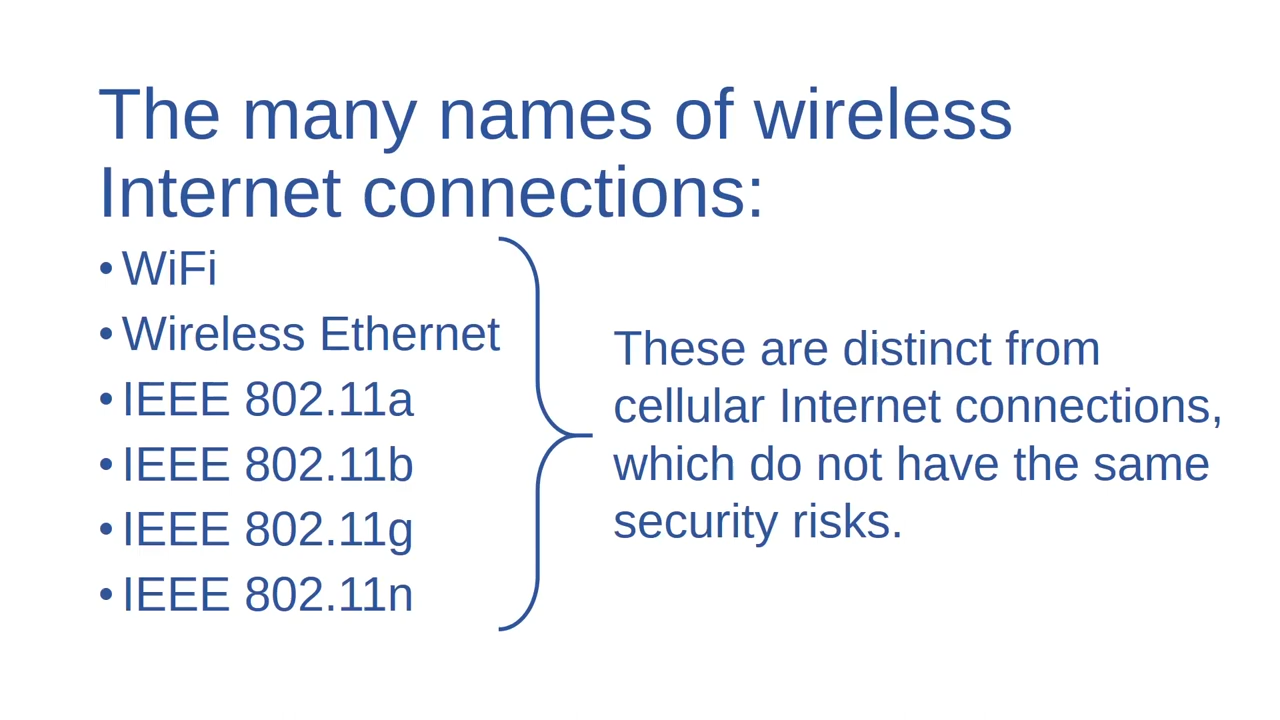 The many names of wireless
Internet connections:
• WiFi
• Wireless Ethernet
• IEEE 802.11a
• IEEE 802.11b
• IEEE 802.11g
• IEEE 802.11n
These are distinct from
cellular Internet connections,
which do not have the same
security risks.